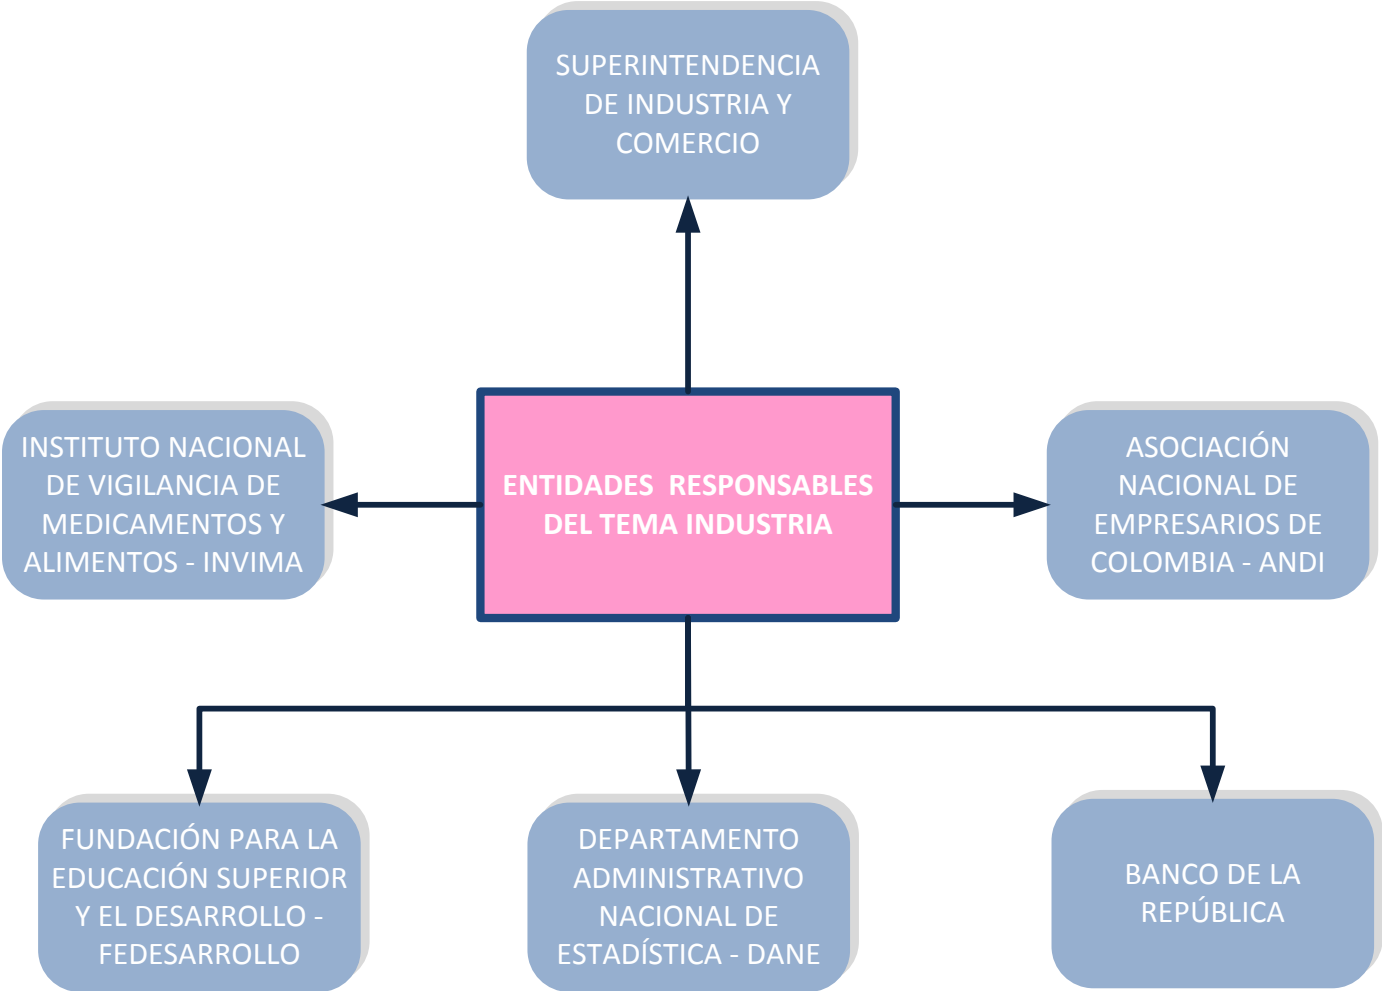 SUPERINTENDENCIA
DE INDUSTRIA Y
COMERCIO
INSTITUTO NACIONAL
DE VIGILANCIA DE
MEDICAMENTOS Y
ALIMENTOS - INVIMA
ENTIDADES  RESPONSABLES
DEL TEMA INDUSTRIA
ASOCIACIÓN
NACIONAL DE
EMPRESARIOS DE
COLOMBIA - ANDI
FUNDACIÓN PARA LA
EDUCACIÓN SUPERIOR
Y EL DESARROLLO -
FEDESARROLLO
DEPARTAMENTO
ADMINISTRATIVO
NACIONAL DE
ESTADÍSTICA - DANE
BANCO DE LA
REPÚBLICA